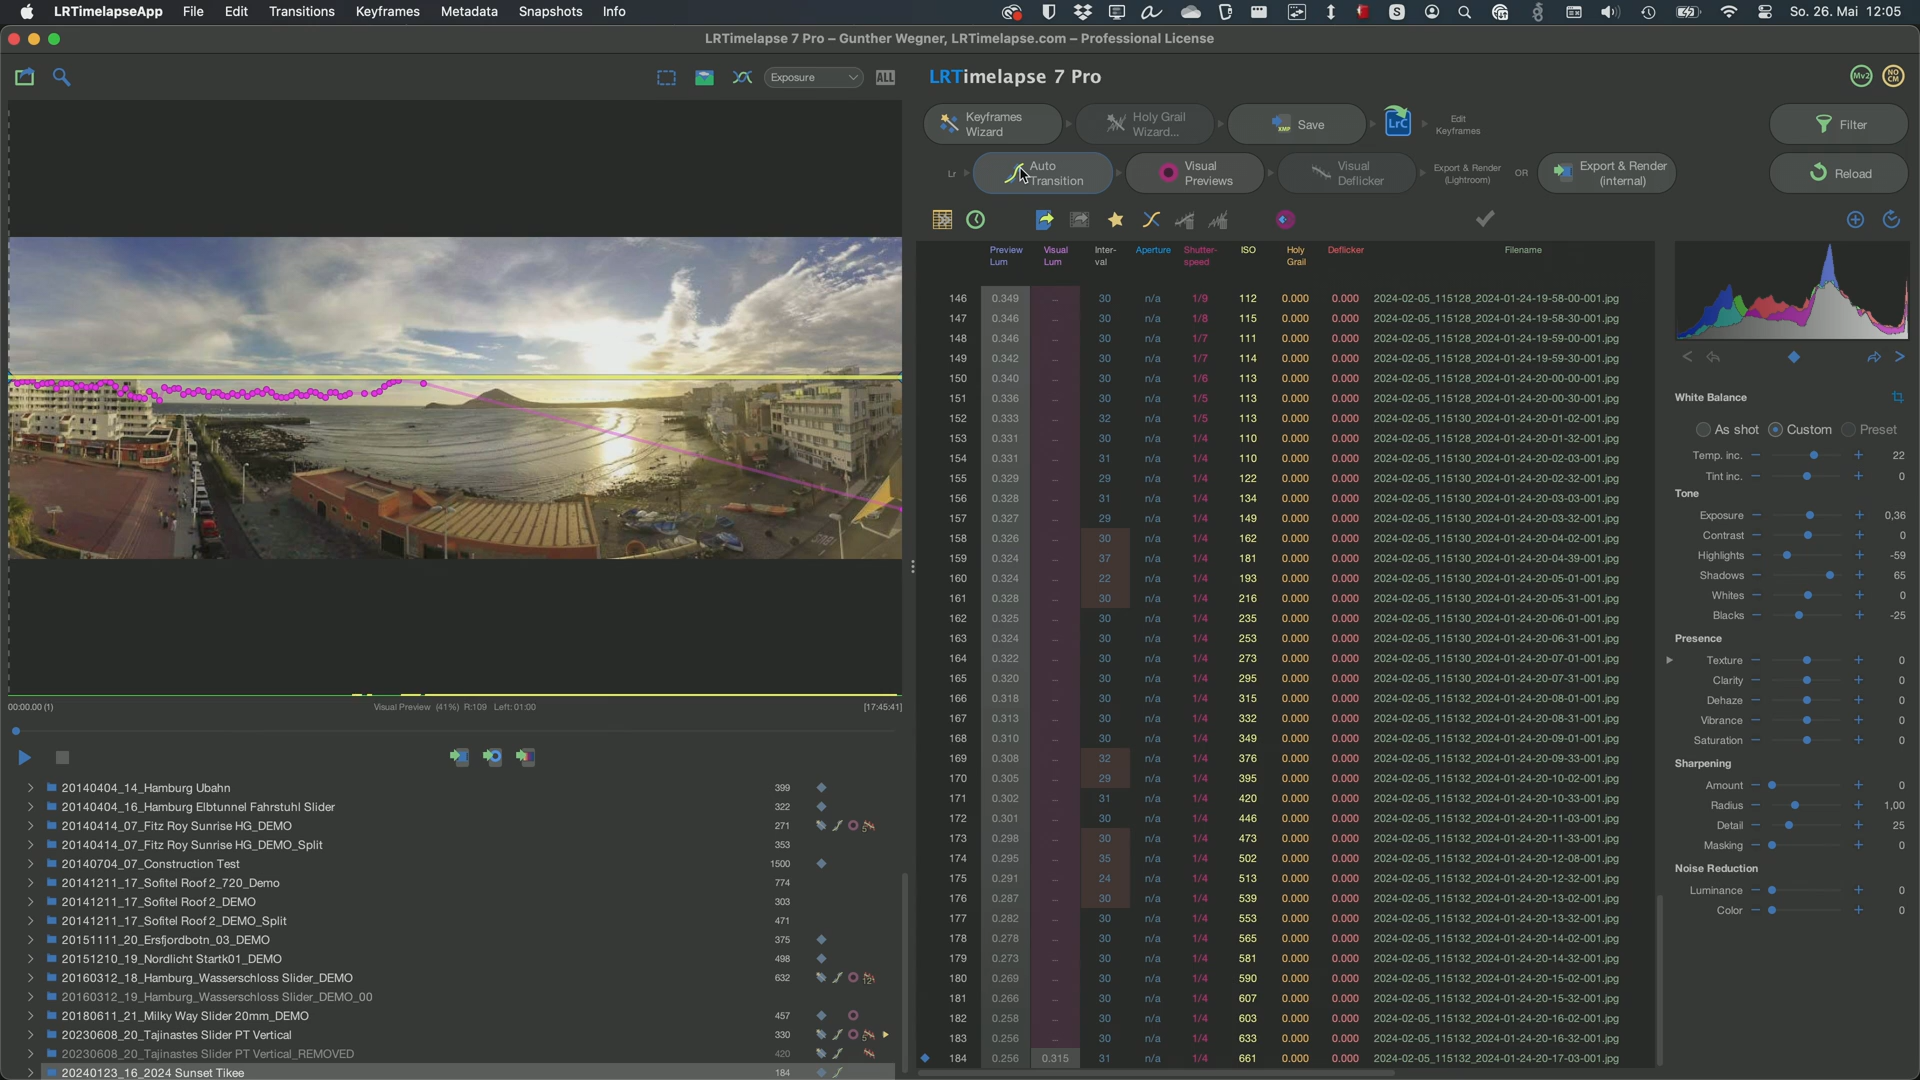 LRTimelapseApp File Edit Transitions Keyframes Metadata Snapshots Info So. 26. Mai 12:05
LRTimelapse 7 Pro – Gunther Wegner, LRTimelapse.com – Professional License
Exposure ALL
LRTimelapse 7 Pro
Mv2 NO CM
Keyframes Wizard
Holy Grail Wizard...
XMP Save
LrC
Edit Keyframes
Filter
Lr
Auto Transition
Visual Previews
Visual Deflicker
Export & Render (Lightroom)
OR
Export & Render (internal)
Reload
Preview Lum Visual Lum Inter-val Aperture Shutter-speed ISO Holy Grail Deflicker Filename
146 0.349 – 30 n/a 1/9 112 0.000 0.000 2024-02-05_115128_2024-01-24-19-58-00-001.jpg
147 0.346 – 30 n/a 1/8 115 0.000 0.000 2024-02-05_115128_2024-01-24-19-58-30-001.jpg
148 0.346 – 30 n/a 1/7 111 0.000 0.000 2024-02-05_115128_2024-01-24-19-59-00-001.jpg
149 0.342 – 30 n/a 1/7 114 0.000 0.000 2024-02-05_115128_2024-01-24-19-59-30-001.jpg
150 0.340 – 30 n/a 1/6 113 0.000 0.000 2024-02-05_115128_2024-01-24-20-00-00-001.jpg
151 0.336 – 30 n/a 1/5 113 0.000 0.000 2024-02-05_115128_2024-01-24-20-00-30-001.jpg
152 0.333 – 32 n/a 1/5 113 0.000 0.000 2024-02-05_115130_2024-01-24-20-01-02-001.jpg
153 0.331 – 30 n/a 1/4 110 0.000 0.000 2024-02-05_115128_2024-01-24-20-01-32-001.jpg
154 0.331 – 31 n/a 1/4 110 0.000 0.000 2024-02-05_115130_2024-01-24-20-02-03-001.jpg
155 0.329 – 29 n/a 1/4 122 0.000 0.000 2024-02-05_115130_2024-01-24-20-02-32-001.jpg
156 0.328 – 31 n/a 1/4 134 0.000 0.000 2024-02-05_115130_2024-01-24-20-03-03-001.jpg
157 0.327 – 29 n/a 1/4 149 0.000 0.000 2024-02-05_115130_2024-01-24-20-03-32-001.jpg
158 0.326 – 30 n/a 1/4 162 0.000 0.000 2024-02-05_115130_2024-01-24-20-04-02-001.jpg
159 0.324 – 37 n/a 1/4 181 0.000 0.000 2024-02-05_115130_2024-01-24-20-04-39-001.jpg
160 0.324 – 22 n/a 1/4 193 0.000 0.000 2024-02-05_115130_2024-01-24-20-05-01-001.jpg
161 0.328 – 30 n/a 1/4 216 0.000 0.000 2024-02-05_115130_2024-01-24-20-05-31-001.jpg
162 0.325 – 30 n/a 1/4 235 0.000 0.000 2024-02-05_115130_2024-01-24-20-06-01-001.jpg
163 0.324 – 30 n/a 1/4 253 0.000 0.000 2024-02-05_115130_2024-01-24-20-06-31-001.jpg
164 0.322 – 30 n/a 1/4 273 0.000 0.000 2024-02-05_115130_2024-01-24-20-07-01-001.jpg
165 0.320 – 30 n/a 1/4 295 0.000 0.000 2024-02-05_115130_2024-01-24-20-07-31-001.jpg
166 0.318 – 30 n/a 1/4 315 0.000 0.000 2024-02-05_115132_2024-01-24-20-08-01-001.jpg
167 0.313 – 30 n/a 1/4 332 0.000 0.000 2024-02-05_115132_2024-01-24-20-08-31-001.jpg
168 0.310 – 30 n/a 1/4 349 0.000 0.000 2024-02-05_115132_2024-01-24-20-09-01-001.jpg
169 0.308 – 32 n/a 1/4 376 0.000 0.000 2024-02-05_115132_2024-01-24-20-09-33-001.jpg
170 0.305 – 29 n/a 1/4 395 0.000 0.000 2024-02-05_115132_2024-01-24-20-10-02-001.jpg
171 0.302 – 31 n/a 1/4 420 0.000 0.000 2024-02-05_115132_2024-01-24-20-10-33-001.jpg
172 0.301 – 30 n/a 1/4 446 0.000 0.000 2024-02-05_115132_2024-01-24-20-11-03-001.jpg
173 0.298 – 30 n/a 1/4 473 0.000 0.000 2024-02-05_115132_2024-01-24-20-11-33-001.jpg
174 0.295 – 35 n/a 1/4 502 0.000 0.000 2024-02-05_115132_2024-01-24-20-12-08-001.jpg
175 0.291 – 24 n/a 1/4 513 0.000 0.000 2024-02-05_115132_2024-01-24-20-12-32-001.jpg
176 0.287 – 30 n/a 1/4 539 0.000 0.000 2024-02-05_115132_2024-01-24-20-13-02-001.jpg
177 0.282 – 30 n/a 1/4 553 0.000 0.000 2024-02-05_115132_2024-01-24-20-13-32-001.jpg
178 0.278 – 30 n/a 1/4 565 0.000 0.000 2024-02-05_115132_2024-01-24-20-14-02-001.jpg
179 0.273 – 30 n/a 1/4 581 0.000 0.000 2024-02-05_115132_2024-01-24-20-14-32-001.jpg
180 0.269 – 30 n/a 1/4 590 0.000 0.000 2024-02-05_115132_2024-01-24-20-15-02-001.jpg
181 0.266 – 30 n/a 1/4 607 0.000 0.000 2024-02-05_115132_2024-01-24-20-15-32-001.jpg
182 0.258 – 30 n/a 1/4 603 0.000 0.000 2024-02-05_115132_2024-01-24-20-16-02-001.jpg
183 0.256 – 30 n/a 1/4 633 0.000 0.000 2024-02-05_115132_2024-01-24-20-16-32-001.jpg
184 0.256 0.315 31 n/a 1/4 661 0.000 0.000 2024-02-05_115132_2024-01-24-20-17-03-001.jpg
White Balance
As shot Custom Preset
Temp. inc. 22
Tint inc. 0
Tone
Exposure 0,36
Contrast 0
Highlights -59
Shadows 65
Whites 0
Blacks -25
Presence
Texture 0
Clarity 0
Dehaze 0
Vibrance 0
Saturation 0
Sharpening
Amount 0
Radius 1,00
Detail 25
Masking 0
Noise Reduction
Luminance 0
Color 0
00:00.00 (1) Visual Preview (41%) R:109 Left: 01:00 [17:45:41]
20140404_14_Hamburg Ubahn 399
20140404_16_Hamburg Elbtunnel Fahrstuhl Slider 322
20140414_07_Fitz Roy Sunrise HG_DEMO 271
20140414_07_Fitz Roy Sunrise HG_DEMO_Split 353
20140704_07_Construction Test 1500
20141211_17_Sofitel Roof 2_720_Demo 774
20141211_17_Sofitel Roof 2_DEMO 303
20141211_17_Sofitel Roof 2_DEMO_Split 471
20151111_20_Ersfjordbotn_03_DEMO 375
20151210_19_Nordlicht Startk01_DEMO 498
20160312_18_Hamburg_Wasserschloss Slider_DEMO 632
20160312_19_Hamburg_Wasserschloss Slider_DEMO_00
20180611_21_Milky Way Slider 20mm_DEMO 457
20230608_20_Tajinastes Slider PT Vertical 330
20230608_20_Tajinastes Slider PT Vertical_REMOVED 420
20240123_16_2024 Sunset Tikee 184